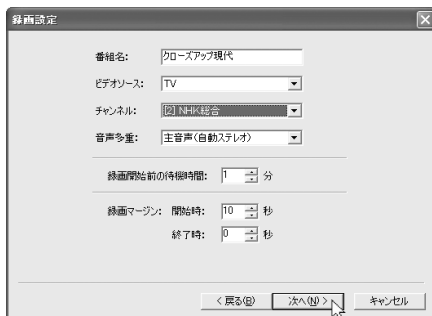 録画設定
番組名: クローズアップ現代
ビデオソース: TV
チャンネル: [2] NHK総合
音声多重: 主音声(自動ステレオ)
録画開始前の待機時間: 1 分
録画マージン: 開始時: 10 秒
終了時: 0 秒
< 戻る(B) 次へ(N) > キャンセル